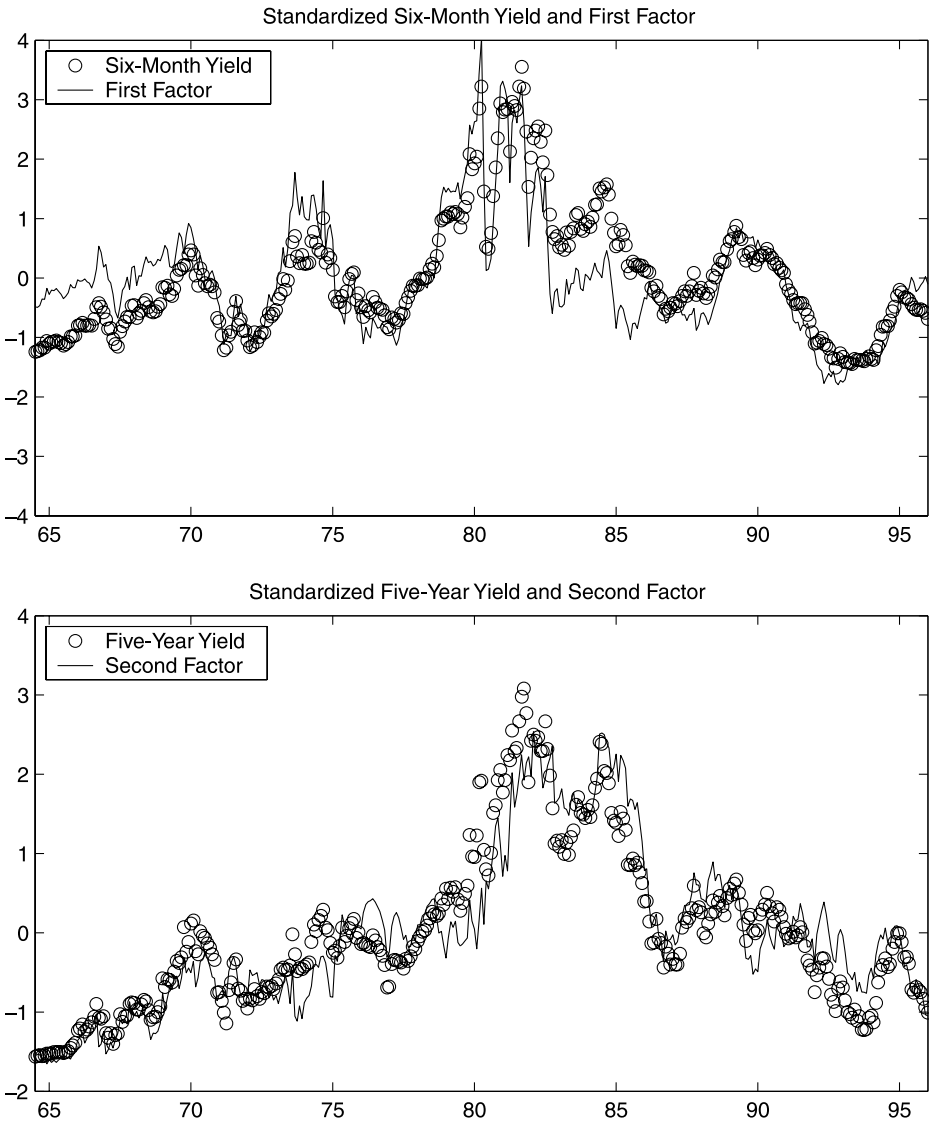 Standardized Six-Month Yield and First Factor
4
3
2
1
0
−1
−2
−3
−4
Six-Month Yield
First Factor
65 70 75 80 85 90 95
Standardized Five-Year Yield and Second Factor
4
3
2
1
0
−1
−2
Five-Year Yield
Second Factor
65 70 75 80 85 90 95